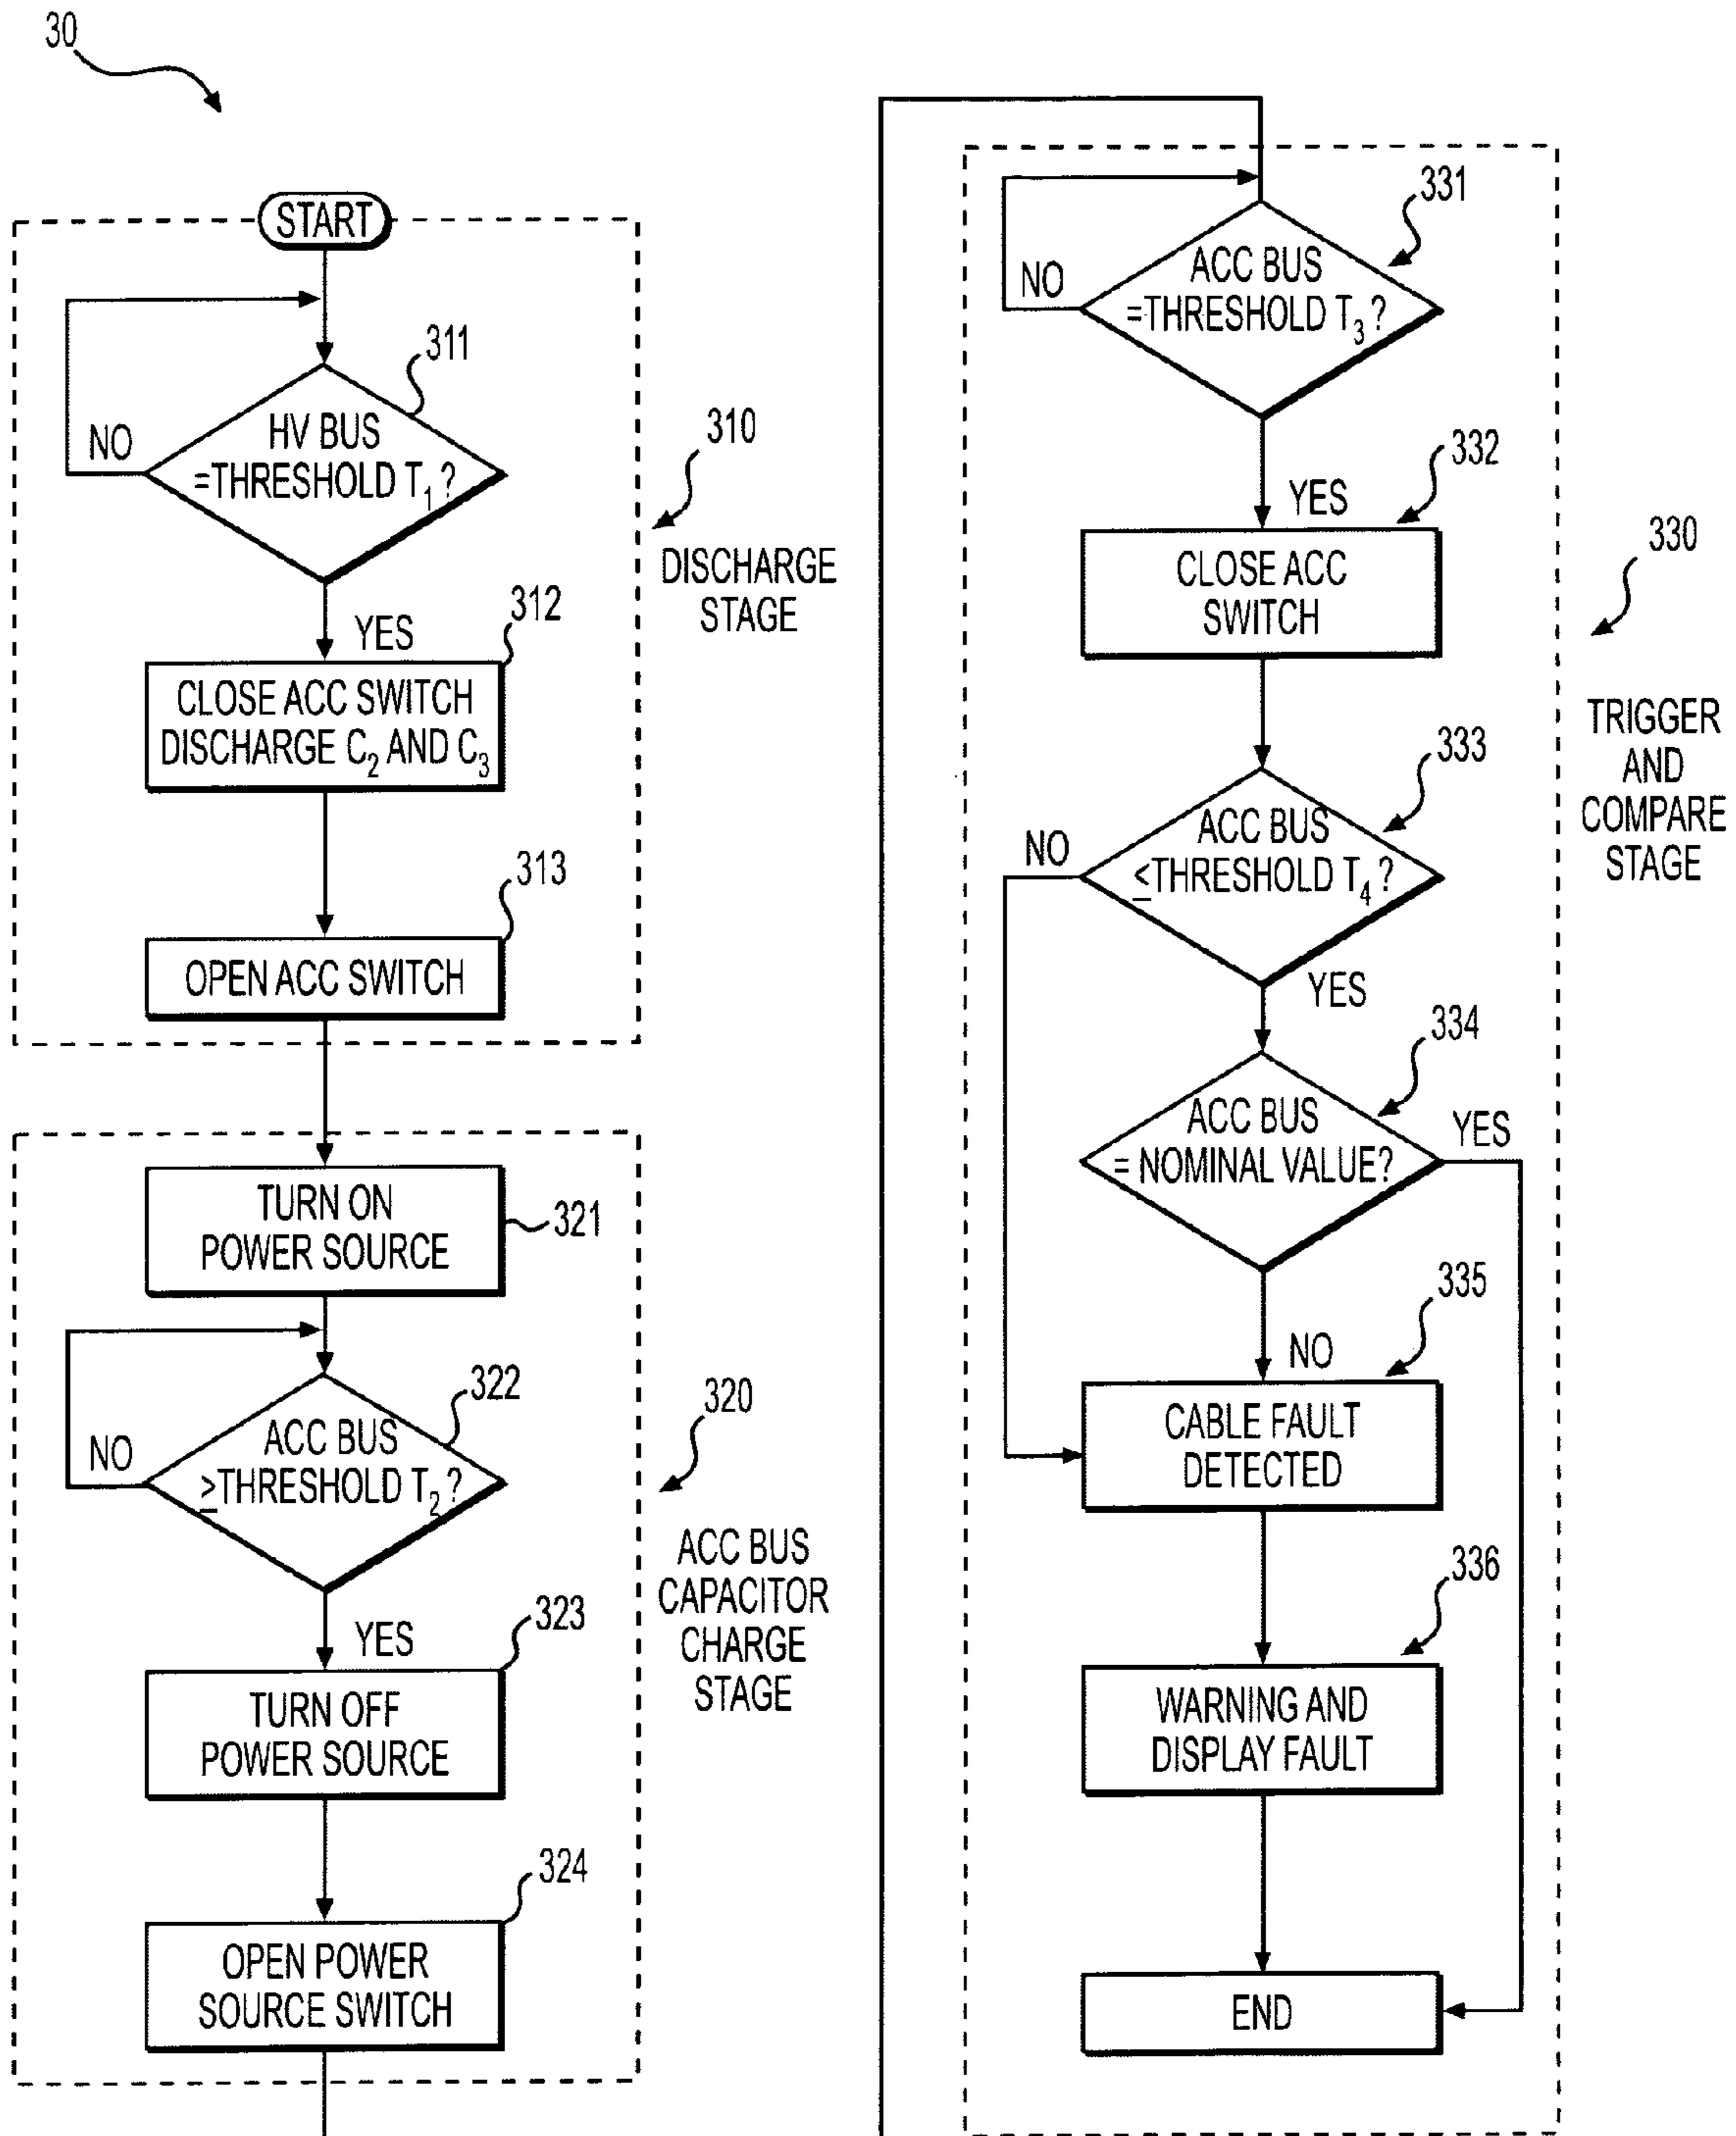 30
START
311
HV BUS
=THRESHOLD T₁?
NO
YES
310
DISCHARGE
STAGE
312
CLOSE ACC SWITCH
DISCHARGE C₂ AND C₃
313
OPEN ACC SWITCH
TURN ON
POWER SOURCE
321
322
ACC BUS
≥THRESHOLD T₂?
NO
YES
320
ACC BUS
CAPACITOR
CHARGE
STAGE
323
TURN OFF
POWER SOURCE
324
OPEN POWER
SOURCE SWITCH
331
ACC BUS
=THRESHOLD T₃?
NO
YES
332
CLOSE ACC
SWITCH
330
TRIGGER
AND
COMPARE
STAGE
333
ACC BUS
≤THRESHOLD T₄?
NO
YES
334
ACC BUS
= NOMINAL VALUE?
YES
NO
335
CABLE FAULT
DETECTED
336
WARNING AND
DISPLAY FAULT
END